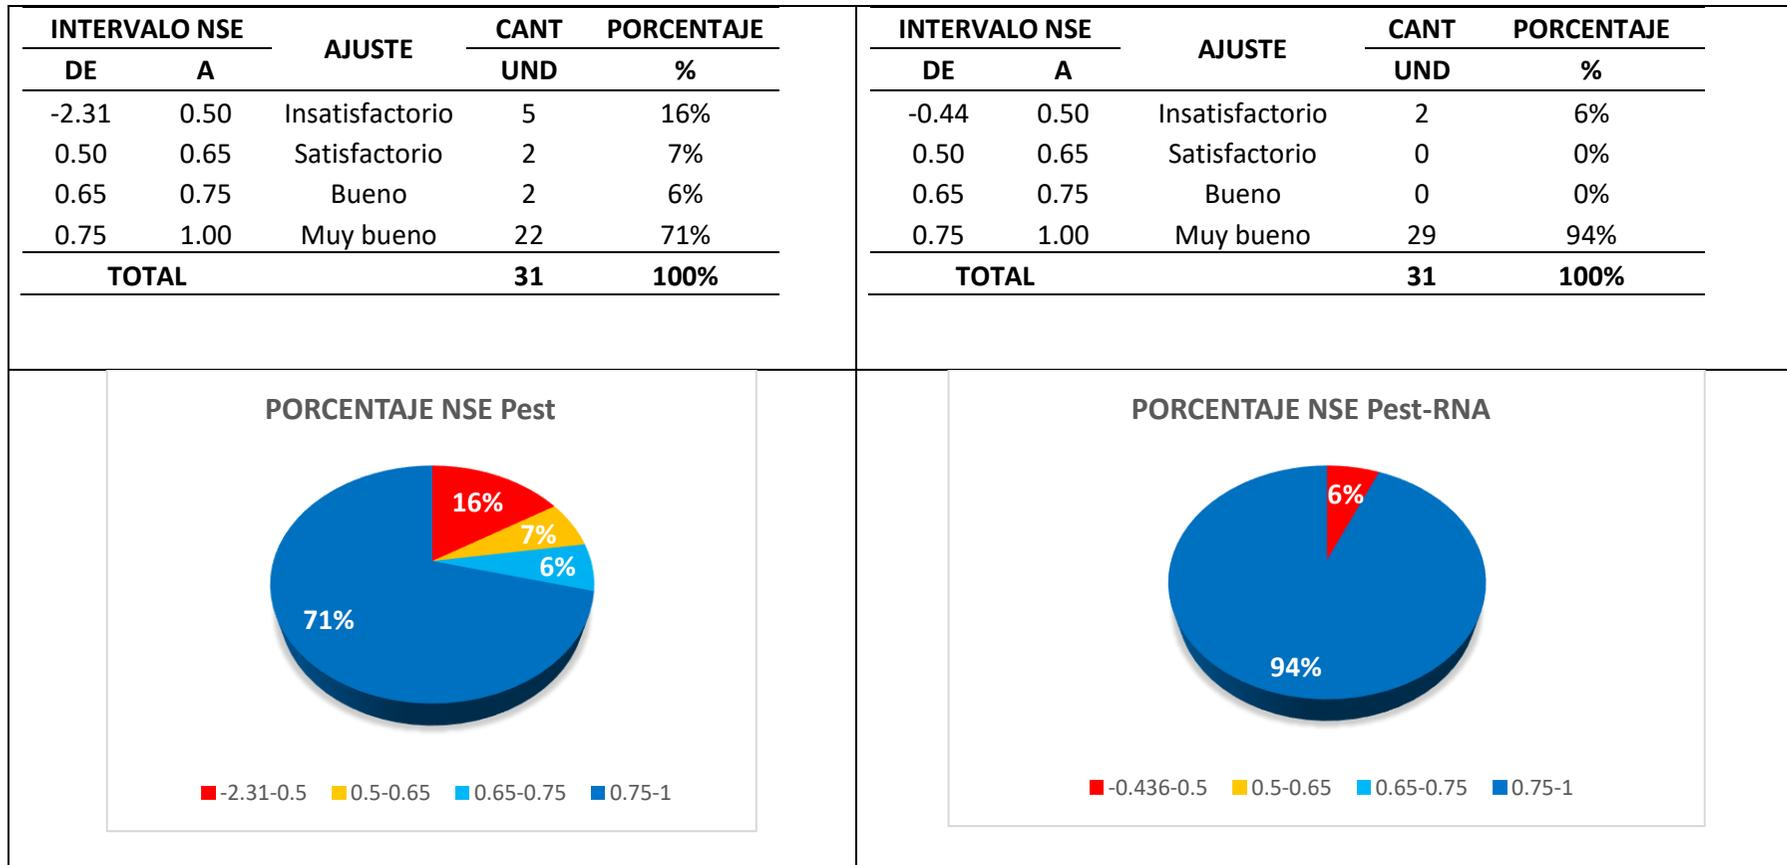 INTERVALO NSE AJUSTE CANT PORCENTAJE
DE A UND %
-2.31 0.50 Insatisfactorio 5 16%
0.50 0.65 Satisfactorio 2 7%
0.65 0.75 Bueno 2 6%
0.75 1.00 Muy bueno 22 71%
TOTAL 31 100%
INTERVALO NSE AJUSTE CANT PORCENTAJE
DE A UND %
-0.44 0.50 Insatisfactorio 2 6%
0.50 0.65 Satisfactorio 0 0%
0.65 0.75 Bueno 0 0%
0.75 1.00 Muy bueno 29 94%
TOTAL 31 100%
PORCENTAJE NSE Pest
16%
7%
6%
71%
-2.31-0.5 0.5-0.65 0.65-0.75 0.75-1
PORCENTAJE NSE Pest-RNA
6%
94%
-0.436-0.5 0.5-0.65 0.65-0.75 0.75-1